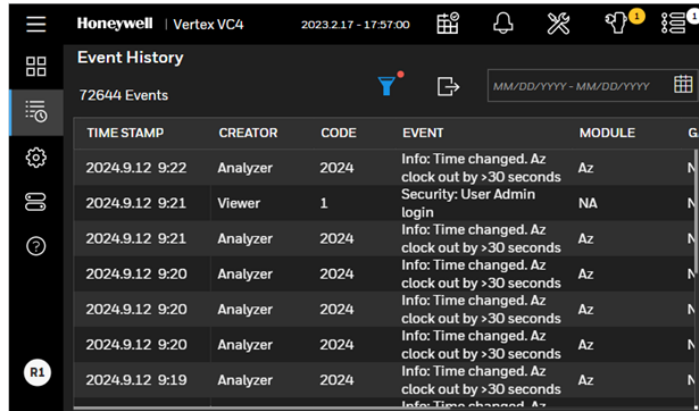 Honeywell | Vertex VC4 2023.2.17 - 17:57:00 1 1
Event History
72644 Events MM/DD/YYYY - MM/DD/YYYY
TIME STAMP CREATOR CODE EVENT MODULE
2024.9.12 9:22 Analyzer 2024 Info: Time changed. Az clock out by >30 seconds Az
2024.9.12 9:21 Viewer 1 Security: User Admin login NA
2024.9.12 9:21 Analyzer 2024 Info: Time changed. Az clock out by >30 seconds Az
2024.9.12 9:20 Analyzer 2024 Info: Time changed. Az clock out by >30 seconds Az
2024.9.12 9:20 Analyzer 2024 Info: Time changed. Az clock out by >30 seconds Az
2024.9.12 9:20 Analyzer 2024 Info: Time changed. Az clock out by >30 seconds Az
2024.9.12 9:19 Analyzer 2024 Info: Time changed. Az clock out by >30 seconds Az
Info: Time changed. Az
R1